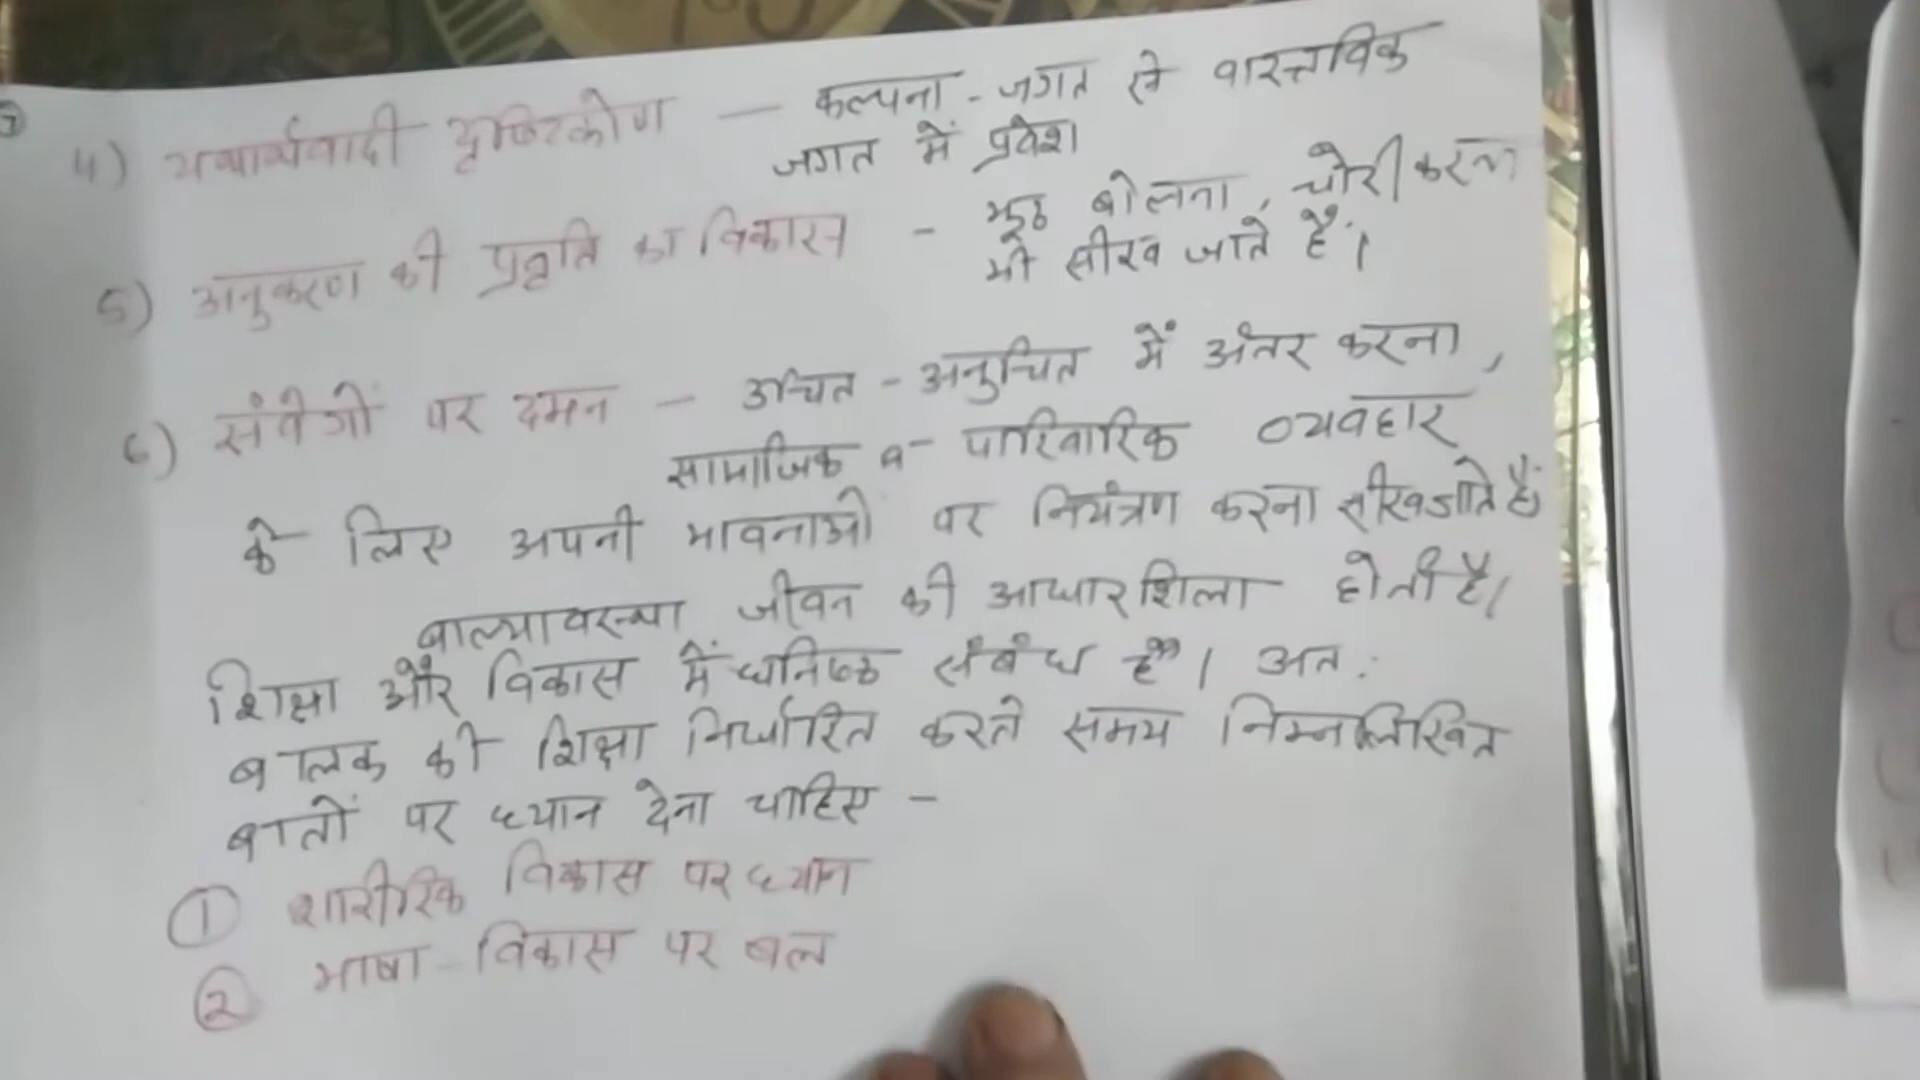 4) यथार्थवादी दृष्टिकोण — कल्पना - जगत से वास्तविक
जगत में प्रवेश
5) अनुकरण की प्रवृति का विकास - झूठ बोलना, चोरी करना
भी सीख जाते हैं।
6) संवेगों पर दमन — उचित - अनुचित में अंतर करना,
सामाजिक व - पारिवारिक व्यवहार
के लिए अपनी भावनाओं पर नियंत्रण करना सीख जाते हैं
बाल्यावस्था जीवन की आधारशिला होती है।
शिक्षा और विकास में घनिष्ठ संबंध है। अत:
बालक की शिक्षा निर्धारित करते समय निम्नलिखित
बातों पर ध्यान देना चाहिए -
① शारीरिक विकास पर ध्यान
② भाषा - विकास पर बल